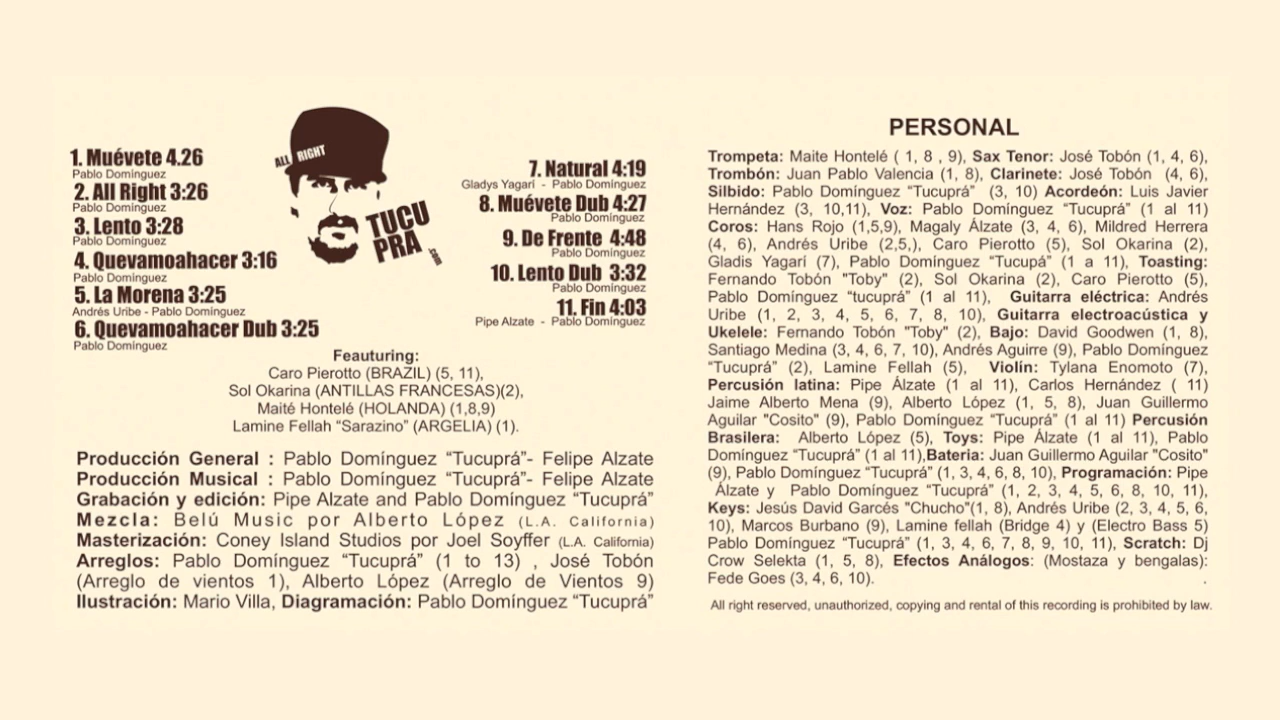 1. Muévete 4.26
Pablo Domínguez
2. All Right 3:26
Pablo Domínguez
3. Lento 3:28
Pablo Domínguez
4. Quevamoahacer 3:16
Pablo Domínguez
5. La Morena 3:25
Andrés Uribe - Pablo Domínguez
6. Quevamoahacer Dub 3:25
Pablo Domínguez
ALL RIGHT
TUCU
PRÁ
.com
7. Natural 4:19
Gladys Yagarí - Pablo Domínguez
8. Muévete Dub 4:27
Pablo Domínguez
9. De Frente 4:48
Pablo Domínguez
10. Lento Dub 3:32
Pablo Domínguez
11. Fin 4:03
Pipe Alzate - Pablo Domínguez
Feauturing:
Caro Pierotto (BRAZIL) (5, 11),
Sol Okarina (ANTILLAS FRANCESAS)(2),
Maité Hontelé (HOLANDA) (1,8,9)
Lamine Fellah “Sarazino” (ARGELIA) (1).
Producción General : Pablo Domínguez “Tucuprá”- Felipe Alzate
Producción Musical : Pablo Domínguez “Tucuprá”- Felipe Alzate
Grabación y edición: Pipe Alzate and Pablo Domínguez “Tucuprá”
Mezcla: Belú Music por Alberto López (L.A. California)
Masterización: Coney Island Studios por Joel Soyffer (L.A. California)
Arreglos: Pablo Domínguez “Tucuprá” (1 to 13) , José Tobón
(Arreglo de vientos 1), Alberto López (Arreglo de Vientos 9)
Ilustración: Mario Villa, Diagramación: Pablo Domínguez “Tucuprá”
PERSONAL
Trompeta: Maite Hontelé ( 1, 8 , 9), Sax Tenor: José Tobón (1, 4, 6),
Trombón: Juan Pablo Valencia (1, 8), Clarinete: José Tobón (4, 6),
Silbido: Pablo Domínguez “Tucuprá” (3, 10) Acordeón: Luis Javier
Hernández (3, 10,11), Voz: Pablo Domínguez “Tucuprá” (1 al 11)
Coros: Hans Rojo (1,5,9), Magaly Álzate (3, 4, 6), Mildred Herrera
(4, 6), Andrés Uribe (2,5,), Caro Pierotto (5), Sol Okarina (2),
Gladis Yagarí (7), Pablo Domínguez “Tucupá” (1 a 11), Toasting:
Fernando Tobón "Toby" (2), Sol Okarina (2), Caro Pierotto (5),
Pablo Domínguez “tucuprá” (1 al 11), Guitarra eléctrica: Andrés
Uribe (1, 2, 3, 4, 5, 6, 7, 8, 10), Guitarra electroacústica y
Ukelele: Fernando Tobón "Toby" (2), Bajo: David Goodwen (1, 8),
Santiago Medina (3, 4, 6, 7, 10), Andrés Aguirre (9), Pablo Domínguez
“Tucuprá” (2), Lamine Fellah (5), Violín: Tylana Enomoto (7),
Percusión latina: Pipe Álzate (1 al 11), Carlos Hernández ( 11)
Jaime Alberto Mena (9), Alberto López (1, 5, 8), Juan Guillermo
Aguilar "Cosito" (9), Pablo Domínguez “Tucuprá” (1 al 11) Percusión
Brasilera: Alberto López (5), Toys: Pipe Álzate (1 al 11), Pablo
Domínguez “Tucuprá” (1 al 11),Bateria: Juan Guillermo Aguilar "Cosito"
(9), Pablo Domínguez “Tucuprá” (1, 3, 4, 6, 8, 10), Programación: Pipe
Álzate y Pablo Domínguez “Tucuprá” (1, 2, 3, 4, 5, 6, 8, 10, 11),
Keys: Jesús David Garcés "Chucho"(1, 8), Andrés Uribe (2, 3, 4, 5, 6,
10), Marcos Burbano (9), Lamine fellah (Bridge 4) y (Electro Bass 5)
Pablo Domínguez “Tucuprá” (1, 3, 4, 6, 7, 8, 9, 10, 11), Scratch: Dj
Crow Selekta (1, 5, 8), Efectos Análogos: (Mostaza y bengalas):
Fede Goes (3, 4, 6, 10). .
All right reserved, unauthorized, copying and rental of this recording is prohibited by law.